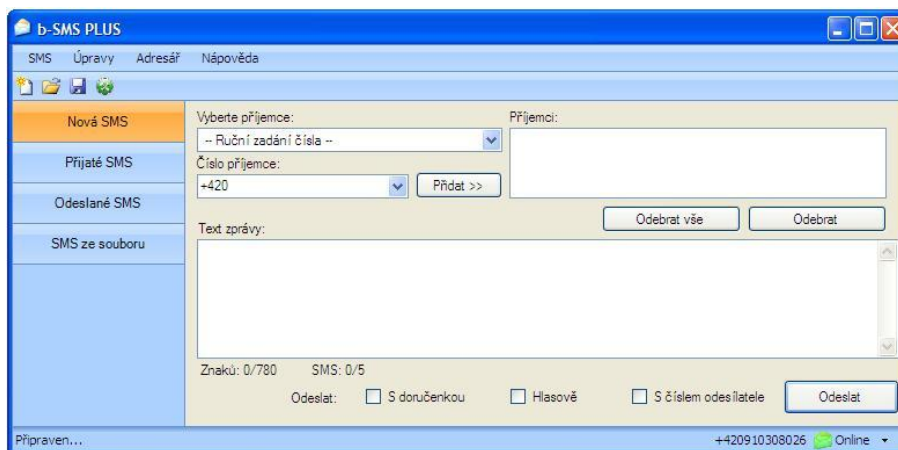 b-SMS PLUS
SMS Úpravy Adresář Nápověda
Nová SMS
Přijaté SMS
Odeslané SMS
SMS ze souboru
Vyberte příjemce:
-- Ruční zadání čísla --
Číslo příjemce:
+420
Přidat >>
Příjemci:
Odebrat vše Odebrat
Text zprávy:
Znaků: 0/780 SMS: 0/5
Odeslat: S doručenkou Hlasově S číslem odesílatele Odeslat
Připraven... +420910308026 Online